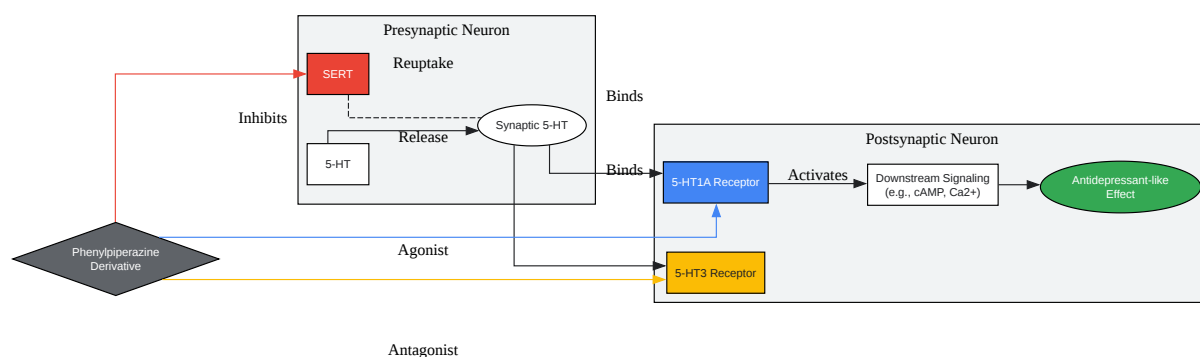 Presynaptic Neuron
SERT
Reuptake
Binds
Inhibits
Synaptic 5-HT
Release
5-HT
Postsynaptic Neuron
Binds
5-HT1A Receptor
Activates
Downstream Signaling
(e.g., cAMP, Ca2+)
Antidepressant-like
Effect
Phenylpiperazine
Derivative
Agonist
5-HT3 Receptor
Antagonist